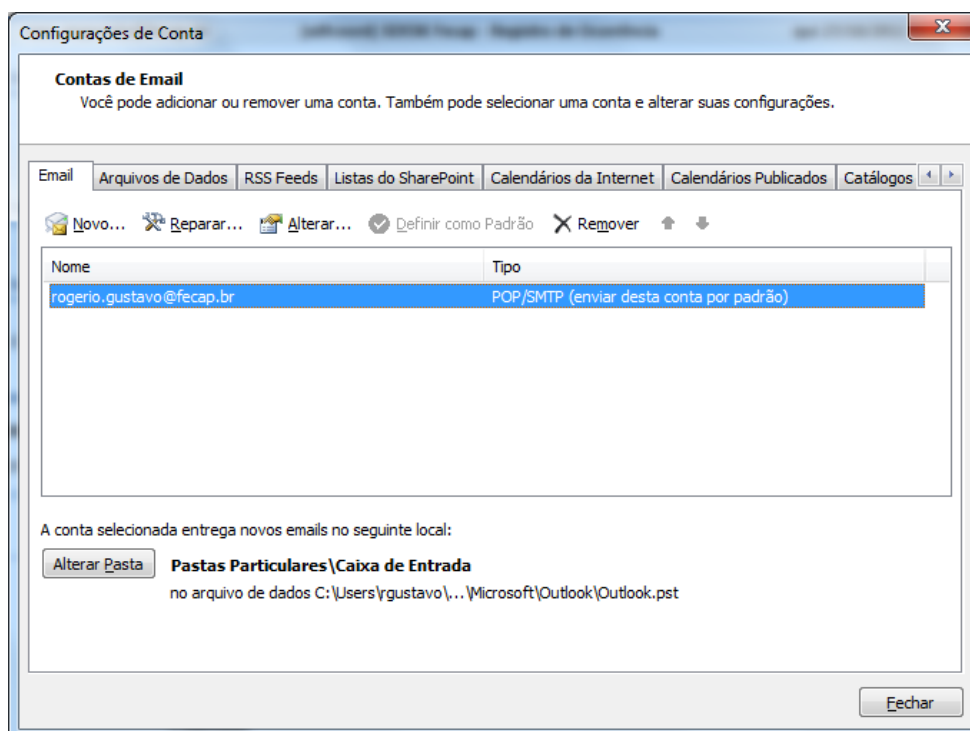 Configurações de Conta
Contas de Email
Você pode adicionar ou remover uma conta. Também pode selecionar uma conta e alterar suas configurações.
Email Arquivos de Dados RSS Feeds Listas do SharePoint Calendários da Internet Calendários Publicados Catálogos
Novo... Reparar... Alterar... Definir como Padrão Remover
Nome Tipo
rogerio.gustavo@fecap.br POP/SMTP (enviar desta conta por padrão)
A conta selecionada entrega novos emails no seguinte local:
Alterar Pasta Pastas Particulares\Caixa de Entrada
no arquivo de dados C:\Users\rgustavo\...\Microsoft\Outlook\Outlook.pst
Fechar